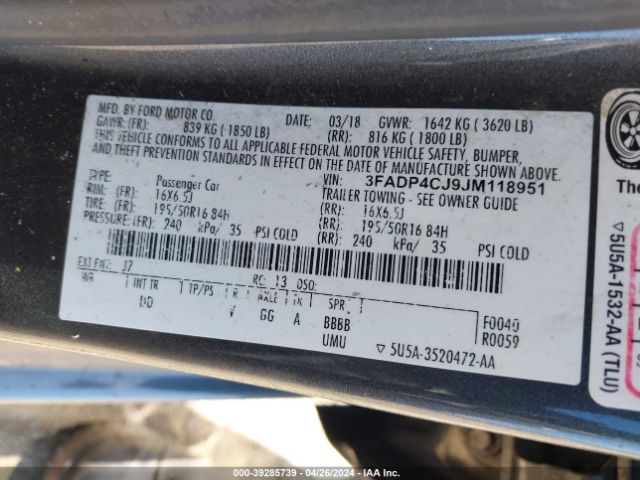 MFD. BY FORD MOTOR CO. DATE: 03/18 GVWR: 1642 KG ( 3620 LB)
GAWR: (FR): 839 KG ( 1850 LB) (RR): 816 KG ( 1800 LB)
THIS VEHICLE CONFORMS TO ALL APPLICABLE FEDERAL MOTOR VEHICLE SAFETY, BUMPER,
AND THEFT PREVENTION STANDARDS IN EFFECT ON THE DATE OF MANUFACTURE SHOWN ABOVE.
VIN: 3FADP4CJ9JM118951
TYPE: Passenger Car TRAILER TOWING - SEE OWNER GUIDE
RIM: (FR): 16X6.5J (RR): 16X6.5J
TIRE: (FR): 195/50R16 84H (RR): 195/50R16 84H
PRESSURE: (FR): 240 kPa/ 35 PSI COLD (RR): 240 kPa/ 35 PSI COLD
EXT PNT: J7 RC: 13 DSO:
WB INT TR TP/PS R AXLE TR SPR
DD V GG A BBBB F0040
UMU R0059
▽ 5U5A-3520472-AA
The
▽ 5U5A-1532-AA (TLU)
000-39285739 - 04/26/2024 - IAA Inc.